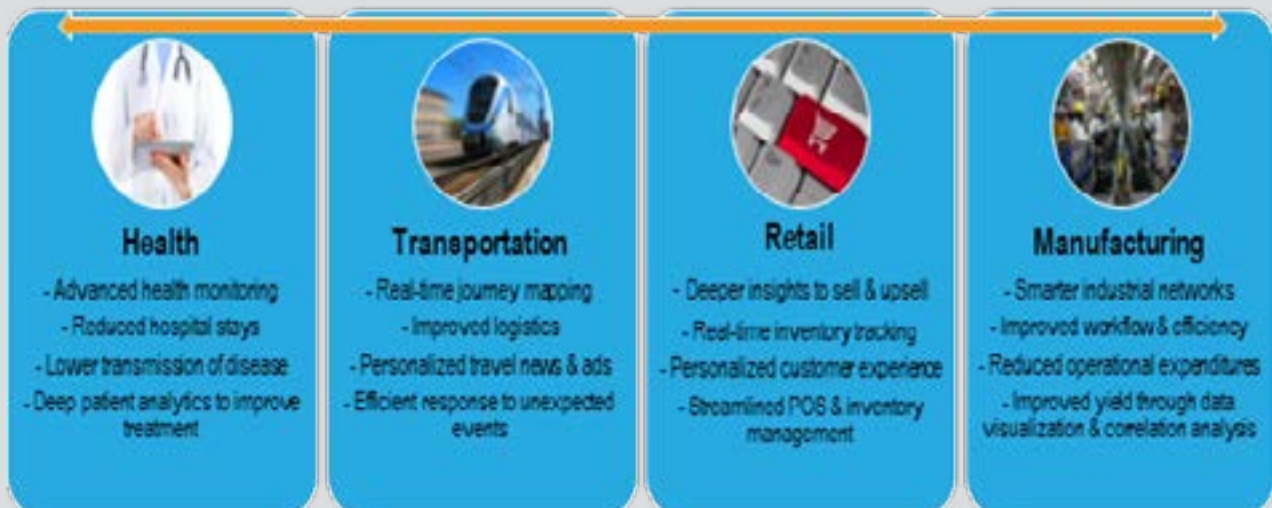 Health
- Advanced health monitoring
- Reduced hospital stays
- Lower transmission of disease
- Deep patient analytics to improve
treatment
Transportation
- Real-time journey mapping
- Improved logistics
- Personalized travel news & ads
- Efficient response to unexpected
events
Retail
- Deeper insights to sell & upsell
- Real-time inventory tracking
- Personalized customer experience
- Streamlined POS & inventory
management
Manufacturing
- Smarter industrial networks
- Improved workflow & efficiency
- Reduced operational expenditures
- Improved yield through data
visualization & correlation analysis